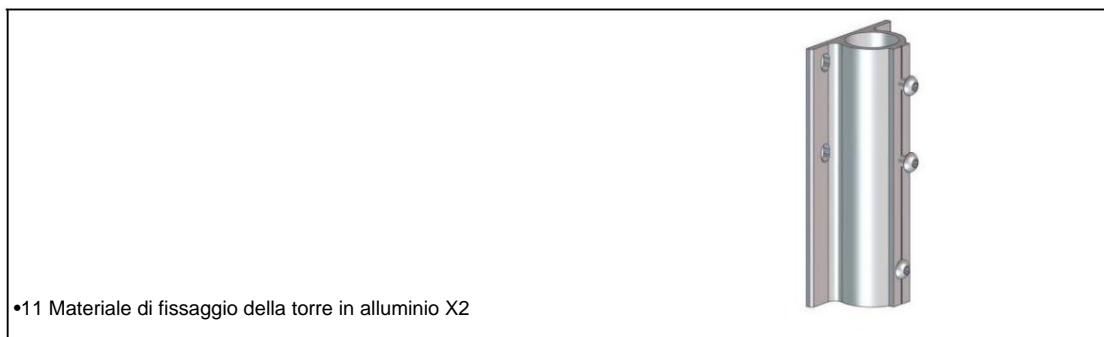 •11 Materiale di fissaggio della torre in alluminio X2